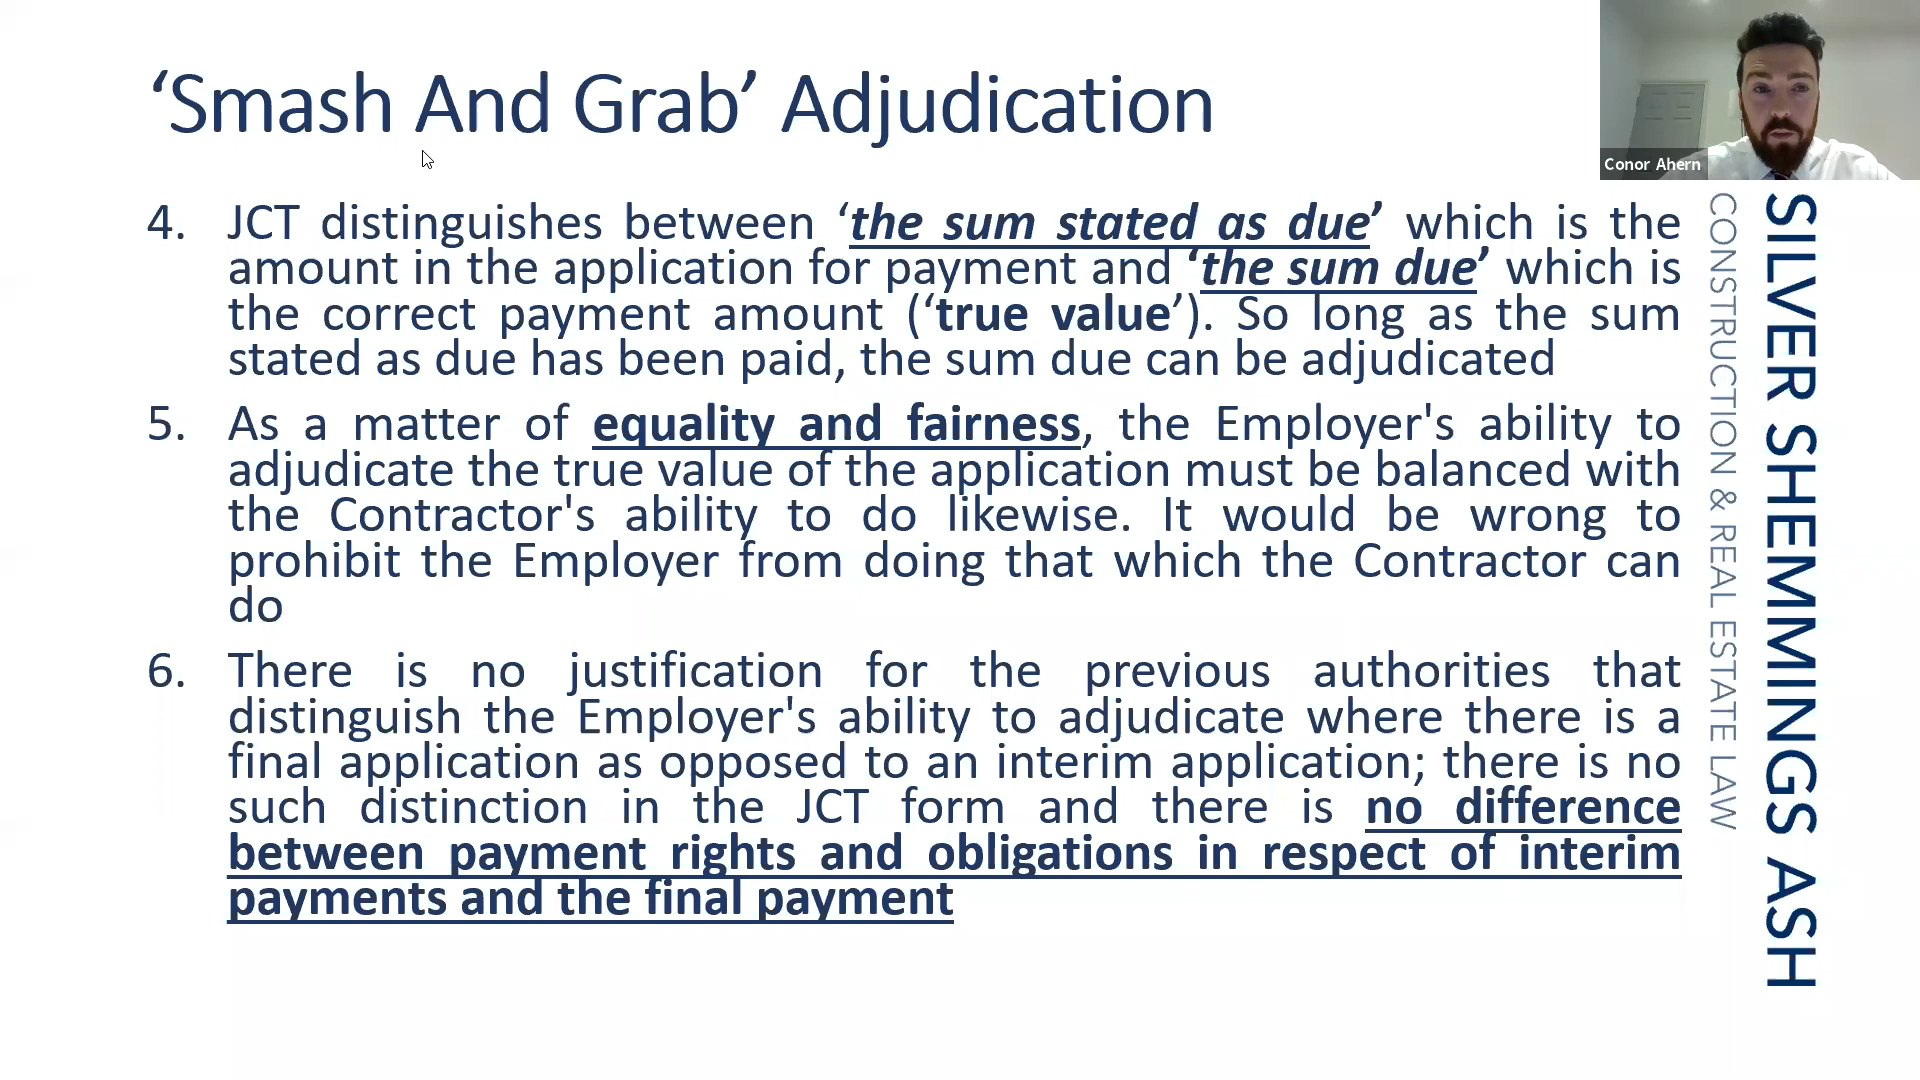 ‘Smash And Grab’ Adjudication
Conor Ahern
4. JCT distinguishes between ‘the sum stated as due’ which is the
amount in the application for payment and ‘the sum due’ which is
the correct payment amount (‘true value’). So long as the sum
stated as due has been paid, the sum due can be adjudicated
5. As a matter of equality and fairness, the Employer's ability to
adjudicate the true value of the application must be balanced with
the Contractor's ability to do likewise. It would be wrong to
prohibit the Employer from doing that which the Contractor can
do
6. There is no justification for the previous authorities that
distinguish the Employer's ability to adjudicate where there is a
final application as opposed to an interim application; there is no
such distinction in the JCT form and there is no difference
between payment rights and obligations in respect of interim
payments and the final payment
SILVER SHEMMINGS ASH
CONSTRUCTION & REAL ESTATE LAW